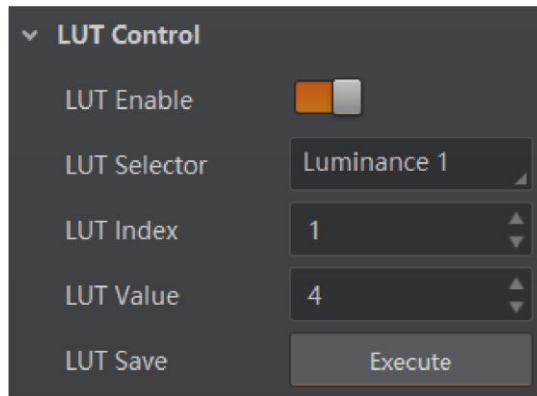 LUT Control
LUT Enable
LUT Selector Luminance 1
LUT Index 1
LUT Value 4
LUT Save Execute